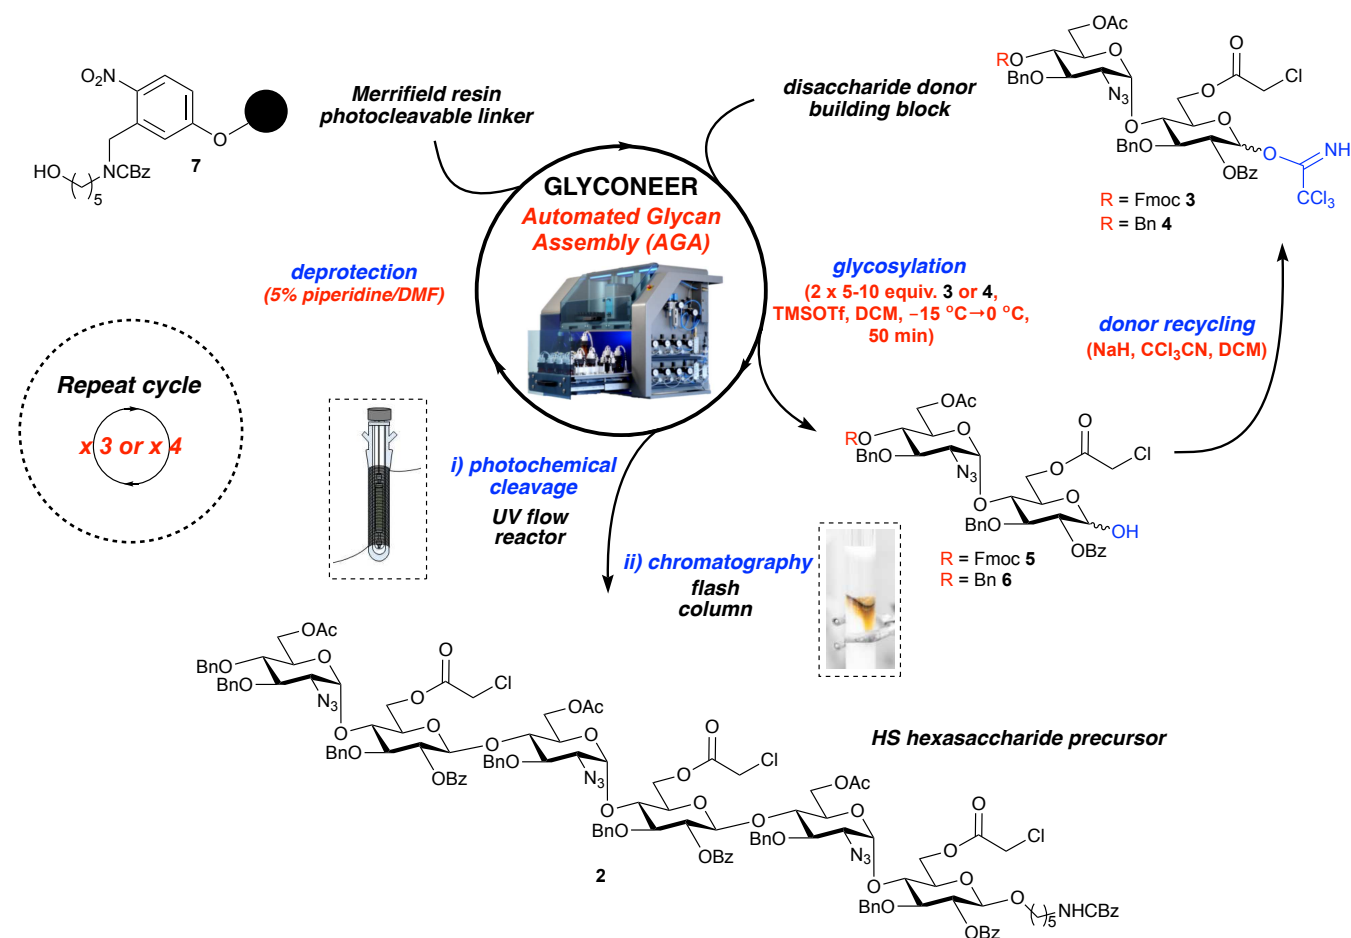 O₂N
O
HO
NCBz
( )5
7
Merrifield resin
photocleavable linker
disaccharide donor
building block
OAc
O
RO
BnO
N₃
O
O
O
Cl
O
BnO
OBz
O
NH
CCl₃
R = Fmoc 3
R = Bn 4
GLYCONEER
Automated Glycan
Assembly (AGA)
deprotection
(5% piperidine/DMF)
glycosylation
(2 x 5-10 equiv. 3 or 4,
TMSOTf, DCM, –15 °C→0 °C,
50 min)
donor recycling
(NaH, CCl₃CN, DCM)
Repeat cycle
x 3 or x 4
i) photochemical
cleavage
UV flow
reactor
ii) chromatography
flash
column
OAc
O
RO
BnO
N₃
O
O
O
Cl
O
BnO
OBz
OH
R = Fmoc 5
R = Bn 6
OAc
O
BnO
BnO
N₃
O
O
O
Cl
O
BnO
OBz
O
OAc
O
BnO
N₃
O
O
O
Cl
O
BnO
OBz
O
OAc
O
BnO
N₃
O
O
O
Cl
O
BnO
OBz
O
( )5
NHCBz
HS hexasaccharide precursor
2